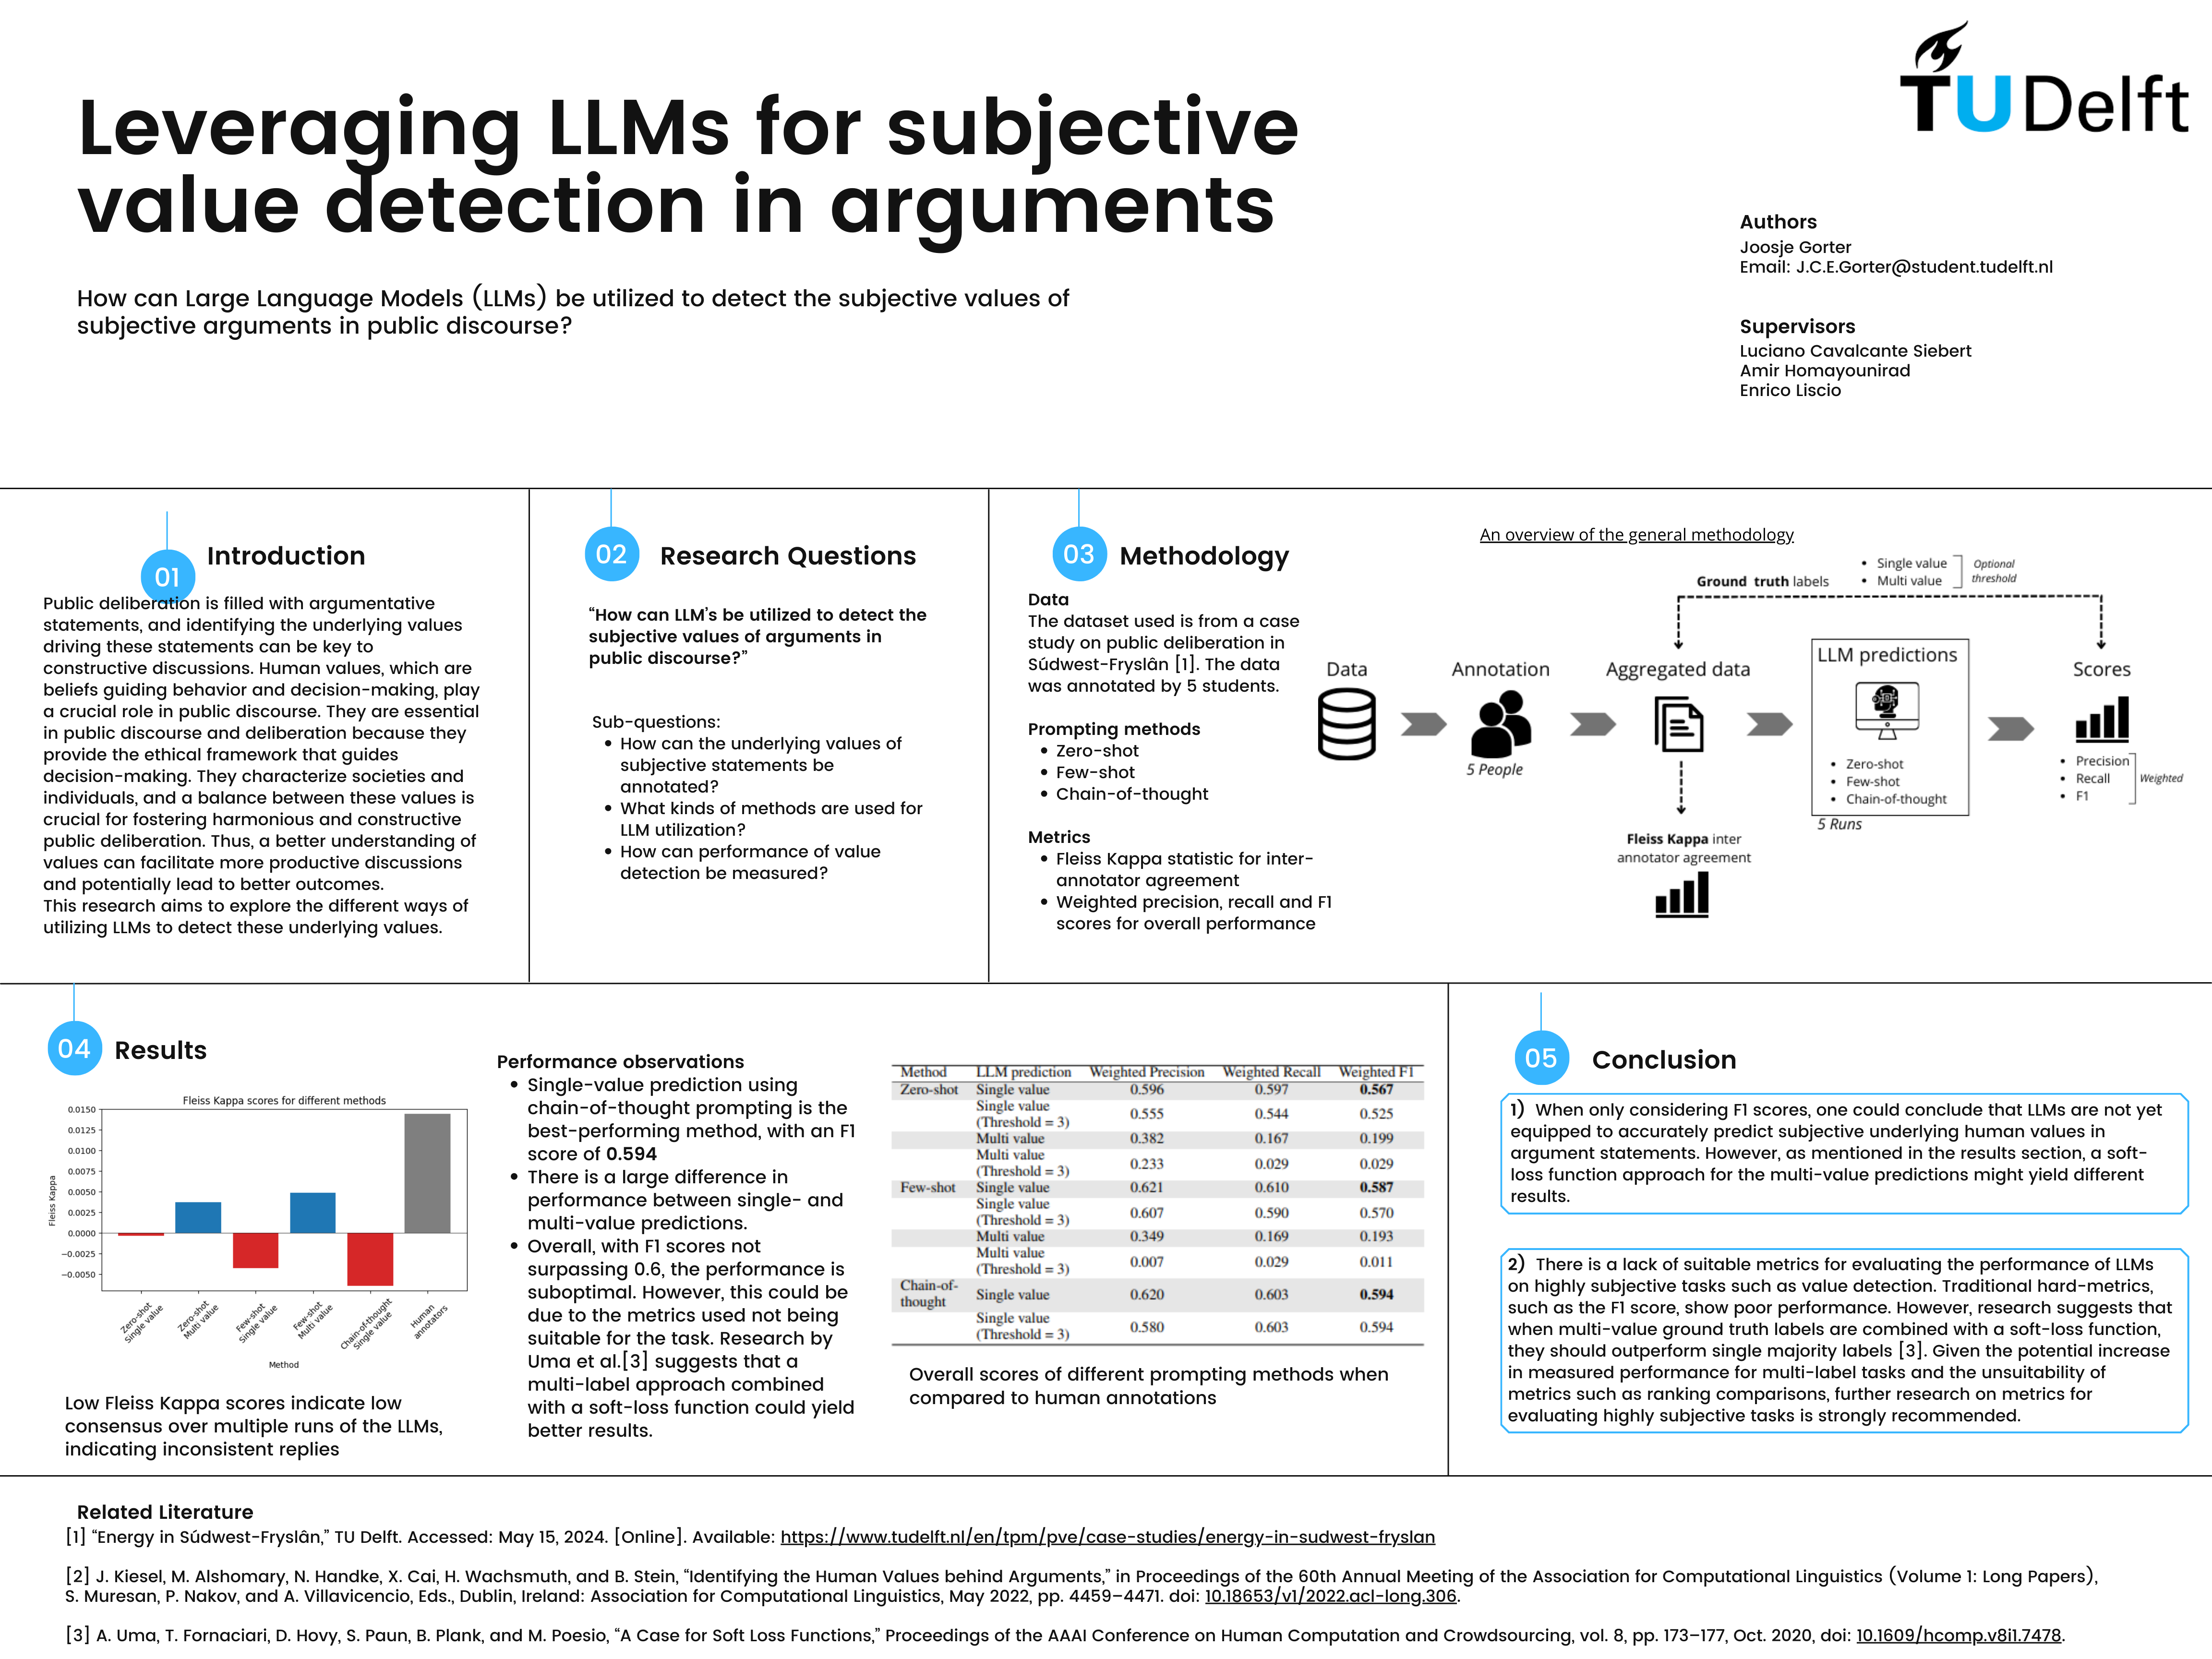 TU Delft
Leveraging LLMs for subjective
value detection in arguments
How can Large Language Models (LLMs) be utilized to detect the subjective values of
subjective arguments in public discourse?
Authors
Joosje Gorter
Email: J.C.E.Gorter@student.tudelft.nl
Supervisors
Luciano Cavalcante Siebert
Amir Homayounirad
Enrico Liscio
01
Introduction
Public deliberation is filled with argumentative
statements, and identifying the underlying values
driving these statements can be key to
constructive discussions. Human values, which are
beliefs guiding behavior and decision-making, play
a crucial role in public discourse. They are essential
in public discourse and deliberation because they
provide the ethical framework that guides
decision-making. They characterize societies and
individuals, and a balance between these values is
crucial for fostering harmonious and constructive
public deliberation. Thus, a better understanding of
values can facilitate more productive discussions
and potentially lead to better outcomes.
This research aims to explore the different ways of
utilizing LLMs to detect these underlying values.
02
Research Questions
“How can LLM’s be utilized to detect the
subjective values of arguments in
public discourse?”
Sub-questions:
• How can the underlying values of
subjective statements be
annotated?
• What kinds of methods are used for
LLM utilization?
• How can performance of value
detection be measured?
03
Methodology
Data
The dataset used is from a case
study on public deliberation in
Súdwest-Fryslân [1]. The data
was annotated by 5 students.
Prompting methods
• Zero-shot
• Few-shot
• Chain-of-thought
Metrics
• Fleiss Kappa statistic for inter-
annotator agreement
• Weighted precision, recall and F1
scores for overall performance
An overview of the general methodology
Ground truth labels
• Single value
• Multi value
Optional
threshold
Data
Annotation
5 People
Aggregated data
Fleiss Kappa inter
annotator agreement
LLM predictions
• Zero-shot
• Few-shot
• Chain-of-thought
5 Runs
Scores
• Precision
• Recall
• F1
Weighted
04
Results
Fleiss Kappa scores for different methods
Fleiss Kappa
0.0150
0.0125
0.0100
0.0075
0.0050
0.0025
0.0000
−0.0025
−0.0050
Zero-shot
Single value
Zero-shot
Multi value
Few-shot
Single value
Few-shot
Multi value
Chain-of-thought
Single value
Human
annotators
Method
Low Fleiss Kappa scores indicate low
consensus over multiple runs of the LLMs,
indicating inconsistent replies
Performance observations
• Single-value prediction using
chain-of-thought prompting is the
best-performing method, with an F1
score of 0.594
• There is a large difference in
performance between single- and
multi-value predictions.
• Overall, with F1 scores not
surpassing 0.6, the performance is
suboptimal. However, this could be
due to the metrics used not being
suitable for the task. Research by
Uma et al.[3] suggests that a
multi-label approach combined
with a soft-loss function could yield
better results.
Method LLM prediction Weighted Precision Weighted Recall Weighted F1
Zero-shot Single value 0.596 0.597 0.567
Single value
(Threshold = 3) 0.555 0.544 0.525
Multi value 0.382 0.167 0.199
Multi value
(Threshold = 3) 0.233 0.029 0.029
Few-shot Single value 0.621 0.610 0.587
Single value
(Threshold = 3) 0.607 0.590 0.570
Multi value 0.349 0.169 0.193
Multi value
(Threshold = 3) 0.007 0.029 0.011
Chain-of-
thought Single value 0.620 0.603 0.594
Single value
(Threshold = 3) 0.580 0.603 0.594
Overall scores of different prompting methods when
compared to human annotations
05
Conclusion
1) When only considering F1 scores, one could conclude that LLMs are not yet
equipped to accurately predict subjective underlying human values in
argument statements. However, as mentioned in the results section, a soft-
loss function approach for the multi-value predictions might yield different
results.
2) There is a lack of suitable metrics for evaluating the performance of LLMs
on highly subjective tasks such as value detection. Traditional hard-metrics,
such as the F1 score, show poor performance. However, research suggests that
when multi-value ground truth labels are combined with a soft-loss function,
they should outperform single majority labels [3]. Given the potential increase
in measured performance for multi-label tasks and the unsuitability of
metrics such as ranking comparisons, further research on metrics for
evaluating highly subjective tasks is strongly recommended.
Related Literature
[1] “Energy in Súdwest-Fryslân,” TU Delft. Accessed: May 15, 2024. [Online]. Available: https://www.tudelft.nl/en/tpm/pve/case-studies/energy-in-sudwest-fryslan
[2] J. Kiesel, M. Alshomary, N. Handke, X. Cai, H. Wachsmuth, and B. Stein, “Identifying the Human Values behind Arguments,” in Proceedings of the 60th Annual Meeting of the Association for Computational Linguistics (Volume 1: Long Papers),
S. Muresan, P. Nakov, and A. Villavicencio, Eds., Dublin, Ireland: Association for Computational Linguistics, May 2022, pp. 4459–4471. doi: 10.18653/v1/2022.acl-long.306.
[3] A. Uma, T. Fornaciari, D. Hovy, S. Paun, B. Plank, and M. Poesio, “A Case for Soft Loss Functions,” Proceedings of the AAAI Conference on Human Computation and Crowdsourcing, vol. 8, pp. 173–177, Oct. 2020, doi: 10.1609/hcomp.v8i1.7478.